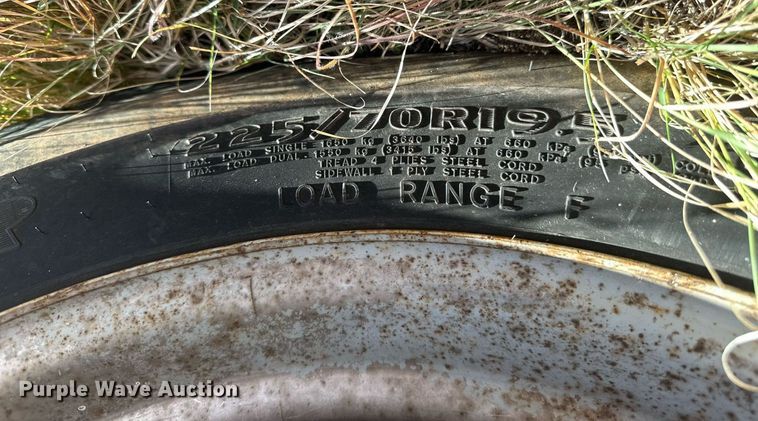 225/70R19.5
MAX. LOAD SINGLE 1650 KG (3640 LBS) AT 660 KPA
MAX. LOAD DUAL 1550 KG (3415 LBS) AT 660 KPA
TREAD 4 PLIES STEEL CORD
SIDEWALL 1 PLY STEEL CORD
LOAD RANGE F
Purple Wave Auction